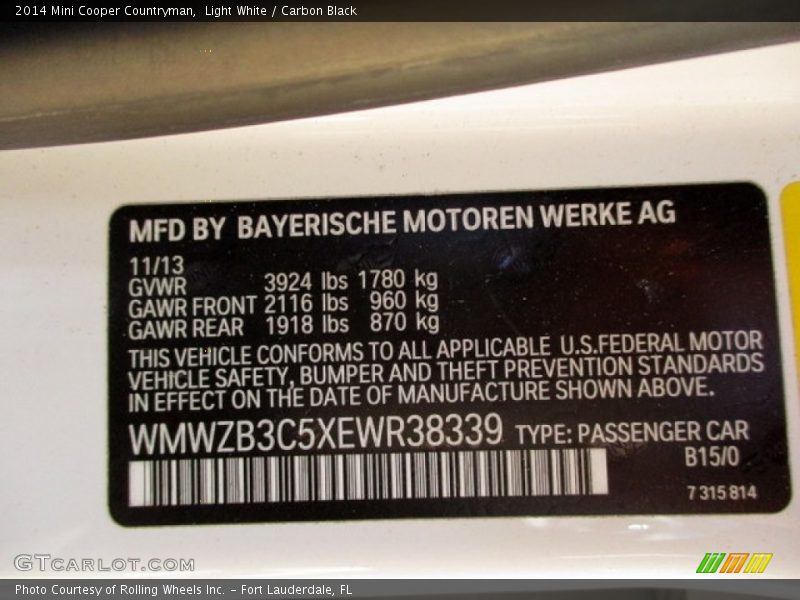 2014 Mini Cooper Countryman,  Light White / Carbon Black
MFD BY BAYERISCHE MOTOREN WERKE AG
11/13
GVWR 3924 lbs 1780 kg
GAWR FRONT 2116 lbs 960 kg
GAWR REAR 1918 lbs 870 kg
THIS VEHICLE CONFORMS TO ALL APPLICABLE U.S.FEDERAL MOTOR
VEHICLE SAFETY, BUMPER AND THEFT PREVENTION STANDARDS
IN EFFECT ON THE DATE OF MANUFACTURE SHOWN ABOVE.
WMWZB3C5XEWR38339 TYPE: PASSENGER CAR
B15/0
7 315 814
GTCARLOT.COM
Photo Courtesy of Rolling Wheels Inc. – Fort Lauderdale, FL